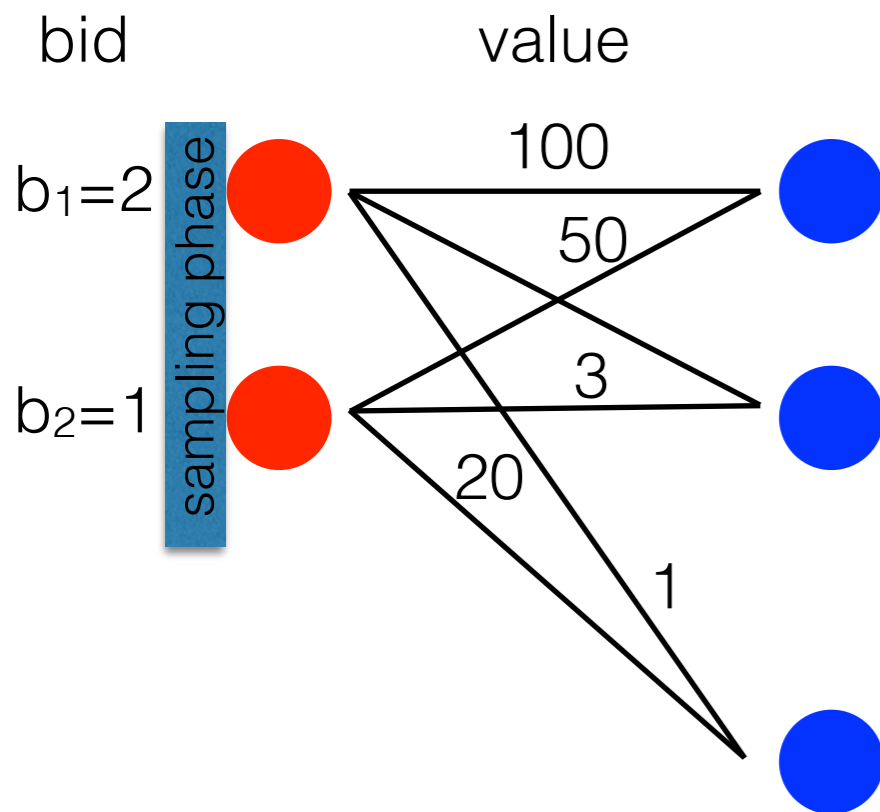 bid
value
b₁=2
sampling phase
100
50
b₂=1
3
20
1